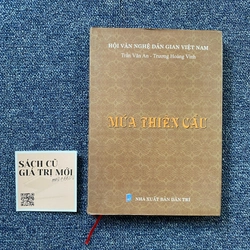 HỘI VĂN NGHỆ DÂN GIAN VIỆT NAM
Trần Văn An - Trương Hoàng Vinh
MÚA THIÊN CẨU
NHÀ XUẤT BẢN DÂN TRÍ
SÁCH CŨ
GIÁ TRỊ MỚI